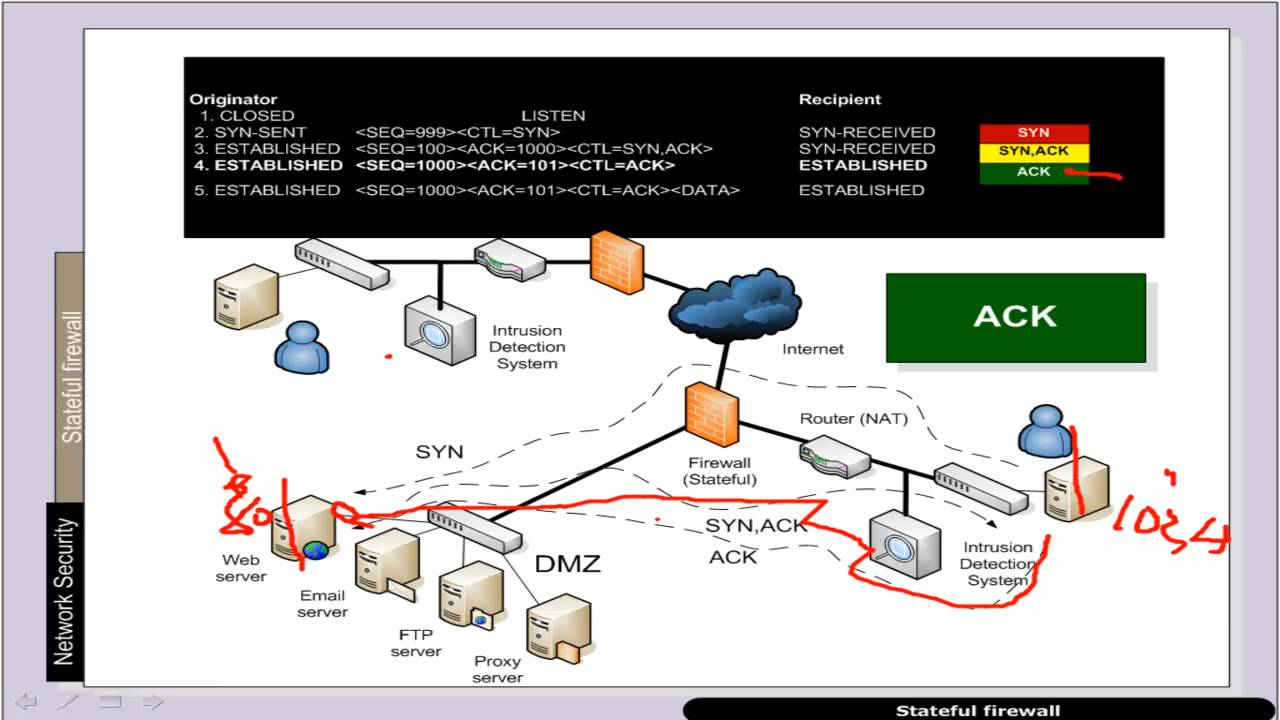 Originator Recipient
1. CLOSED LISTEN
2. SYN-SENT <SEQ=999><CTL=SYN> SYN-RECEIVED SYN
3. ESTABLISHED <SEQ=100><ACK=1000><CTL=SYN,ACK> SYN-RECEIVED SYN,ACK
4. ESTABLISHED <SEQ=1000><ACK=101><CTL=ACK> ESTABLISHED ACK
5. ESTABLISHED <SEQ=1000><ACK=101><CTL=ACK><DATA> ESTABLISHED
Intrusion
Detection
System
Internet
ACK
Router (NAT)
SYN
Firewall
(Stateful)
80
1034
SYN,ACK
ACK
DMZ
Intrusion
Detection
System
Web
server
Email
server
FTP
server
Proxy
server
Stateful firewall
Network Security
Stateful firewall